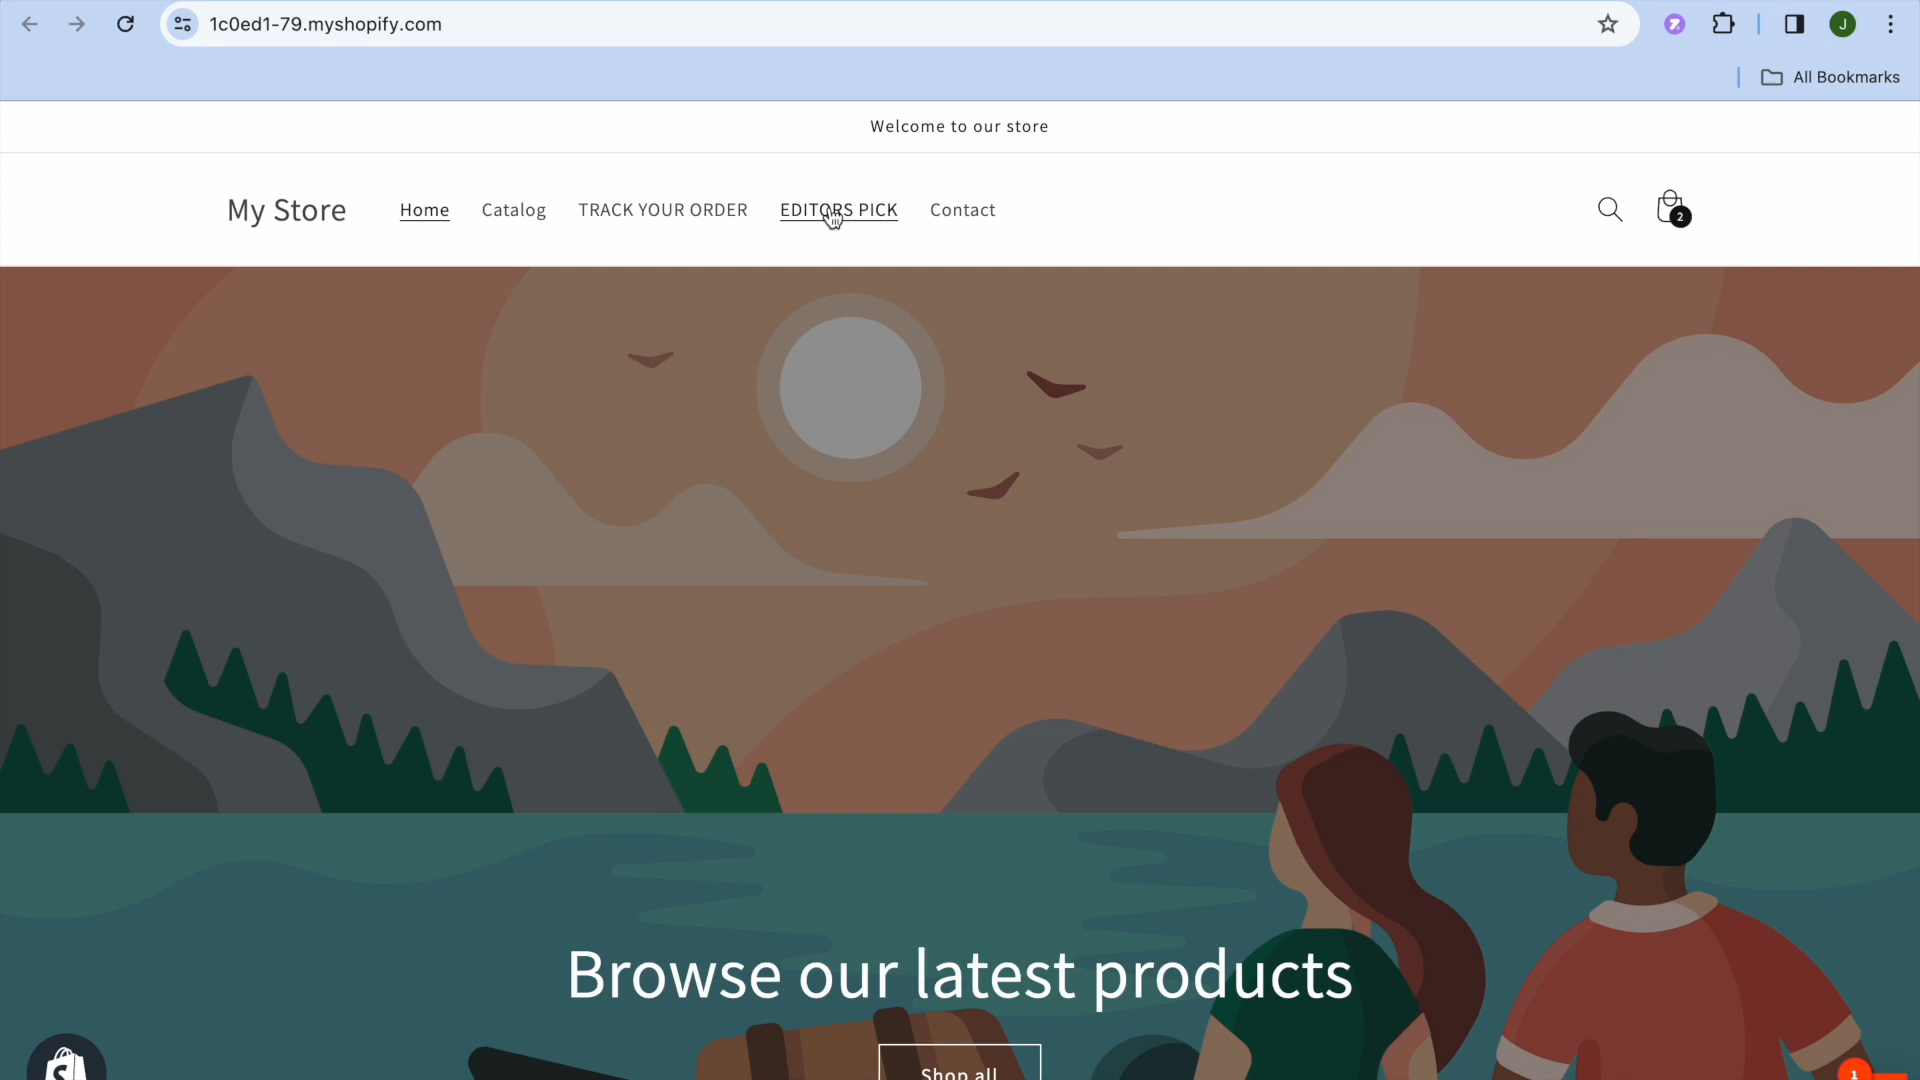 1c0ed1-79.myshopify.com
J
All Bookmarks
Welcome to our store
My Store
Home
Catalog
TRACK YOUR ORDER
EDITORS PICK
Contact
2
Browse our latest products
Shop all
1